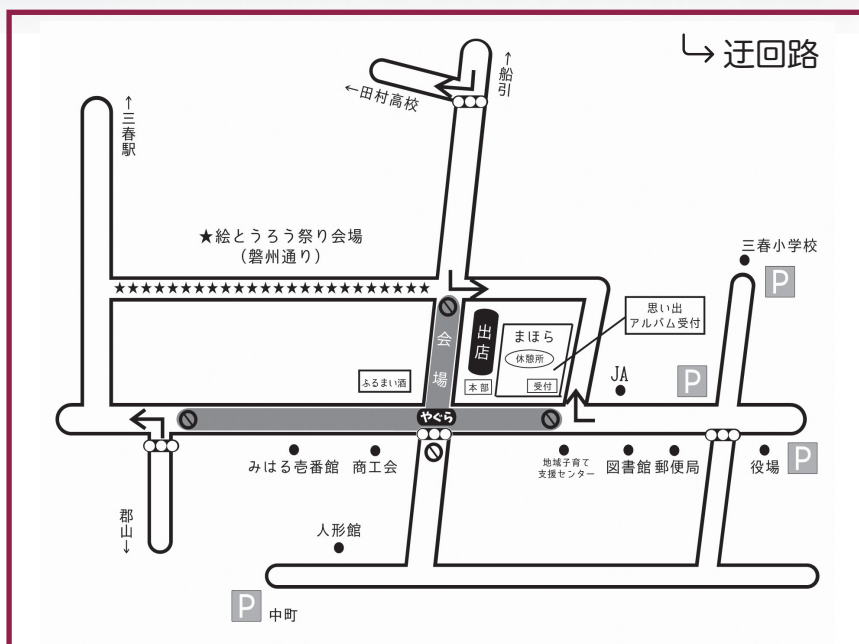 迂回路
↑船引
←田村高校
↑三春駅
★絵とうろう祭り会場
(磐州通り)
★★★★★★★★★★★★★★★★★★★★★★★★
三春小学校
P
思い出
アルバム受付
出店
まほら
休憩所
会場
JA
P
ふるまい酒
本部
受付
やぐら
みはる壱番館
商工会
地域子育て
支援センター
図書館
郵便局
役場
P
郡山↓
人形館
P
中町